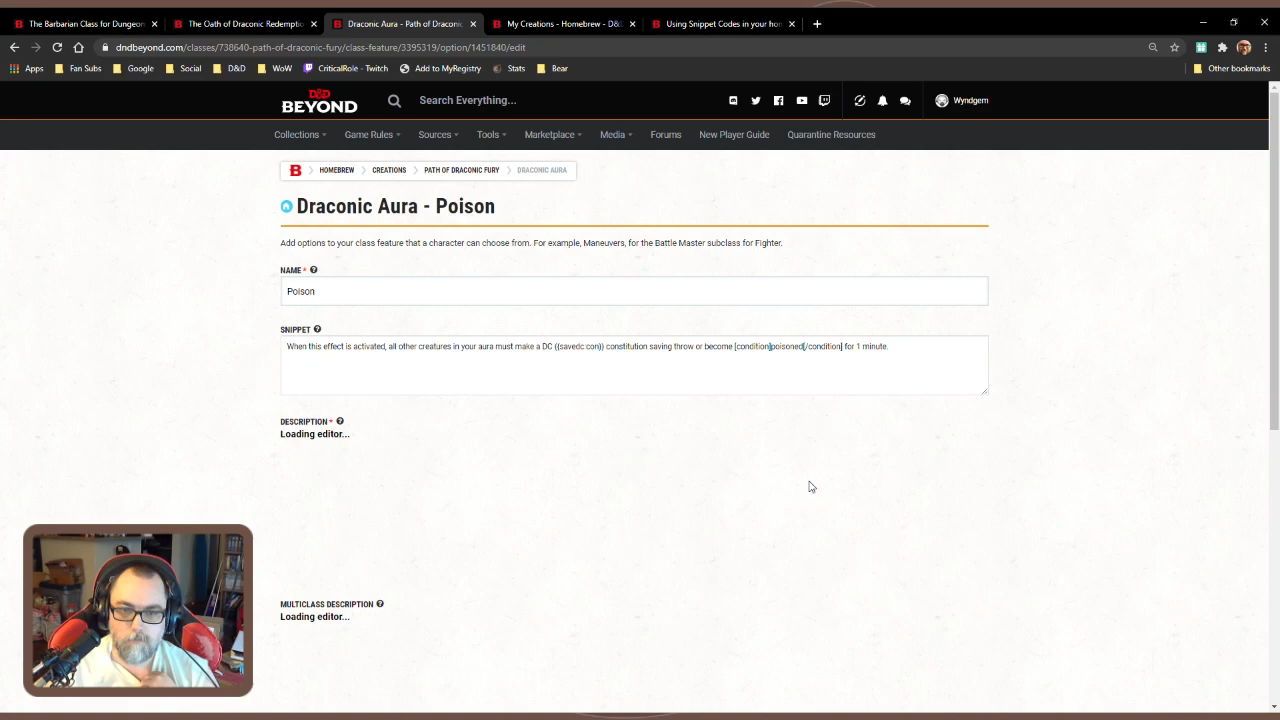 The Barbarian Class for Dungeon
The Oath of Draconic Redemptio
Draconic Aura - Path of Draconic
My Creations - Homebrew - D&D
Using Snippet Codes in your hom
dndbeyond.com/classes/738640-path-of-draconic-fury/class-feature/3395319/option/1451840/edit
Apps
Fan Subs
Google
Social
D&D
WoW
CriticalRole - Twitch
Add to MyRegistry
Stats
Bear
Other bookmarks
D&D
BEYOND
Search Everything...
Wyndgem
Collections
Game Rules
Sources
Tools
Marketplace
Media
Forums
New Player Guide
Quarantine Resources
HOMEBREW
CREATIONS
PATH OF DRACONIC FURY
DRACONIC AURA
Draconic Aura - Poison
Add options to your class feature that a character can choose from. For example, Maneuvers, for the Battle Master subclass for Fighter.
NAME *
Poison
SNIPPET
When this effect is activated, all other creatures in your aura must make a DC {{savedc:con}} constitution saving throw or become [condition]poisoned[/condition] for 1 minute.
DESCRIPTION *
Loading editor...
MULTICLASS DESCRIPTION
Loading editor...